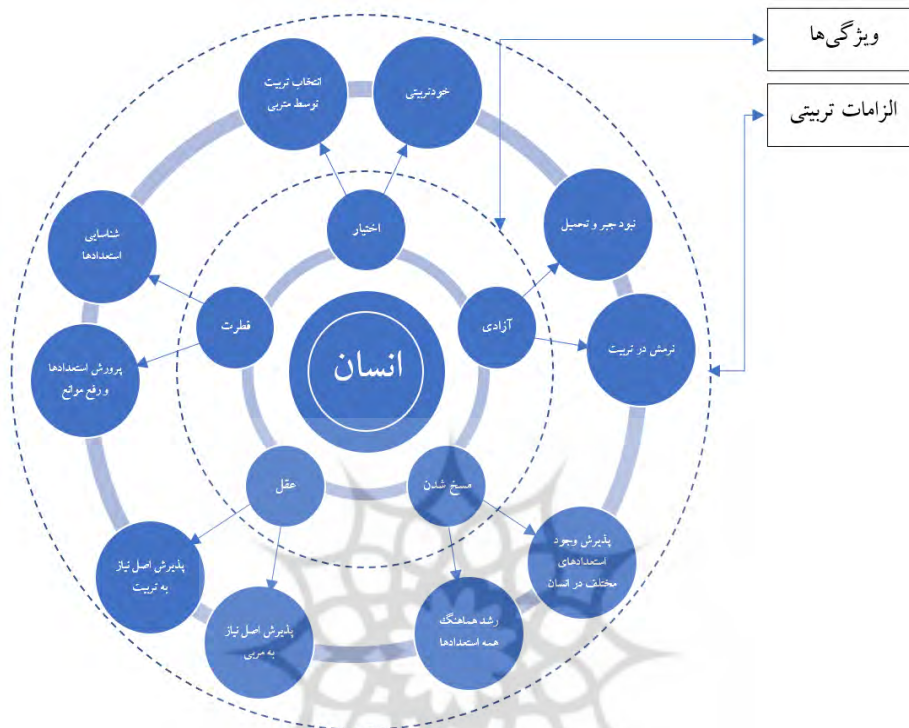 ویژگی‌ها
الزامات تربیتی
خودتربیتی
انتخاب تربیت
توسط متربی
نبود جبر و تحمیل
نرمش در تربیت
پذیرش وجود
استعدادهای
مختلف در انسان
رشد هماهنگ
همه استعدادها
پذیرش اصل نیاز
به مربی
پذیرش اصل نیاز
به تربیت
پرورش استعدادها
و رفع موانع
شناسایی
استعدادها
اختیار
آزادی
مسخ شدن
عقل
فطرت
انسان